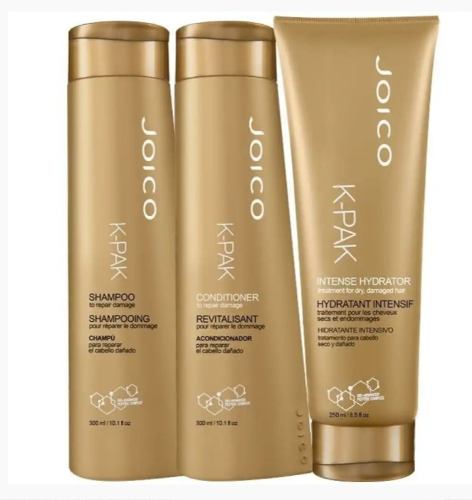 JOICO
K-PAK
SHAMPOO
to repair damage
SHAMPOOING
pour réparer le dommage
CHAMPÚ
para reparar
el cabello dañado
300 ml / 10.1 fl oz
JOICO
K-PAK
CONDITIONER
to repair damage
REVITALISANT
pour réparer le dommage
ACONDICIONADOR
para reparar
el cabello dañado
300 ml / 10.1 fl oz
JOICO
JOICO
K-PAK
INTENSE HYDRATOR
treatment for dry, damaged hair
HYDRATANT INTENSIF
traitement pour les cheveux
secs et endommagés
HIDRATANTE INTENSIVO
tratamiento para cabello
seco y dañado
250 ml / 8.5 fl oz